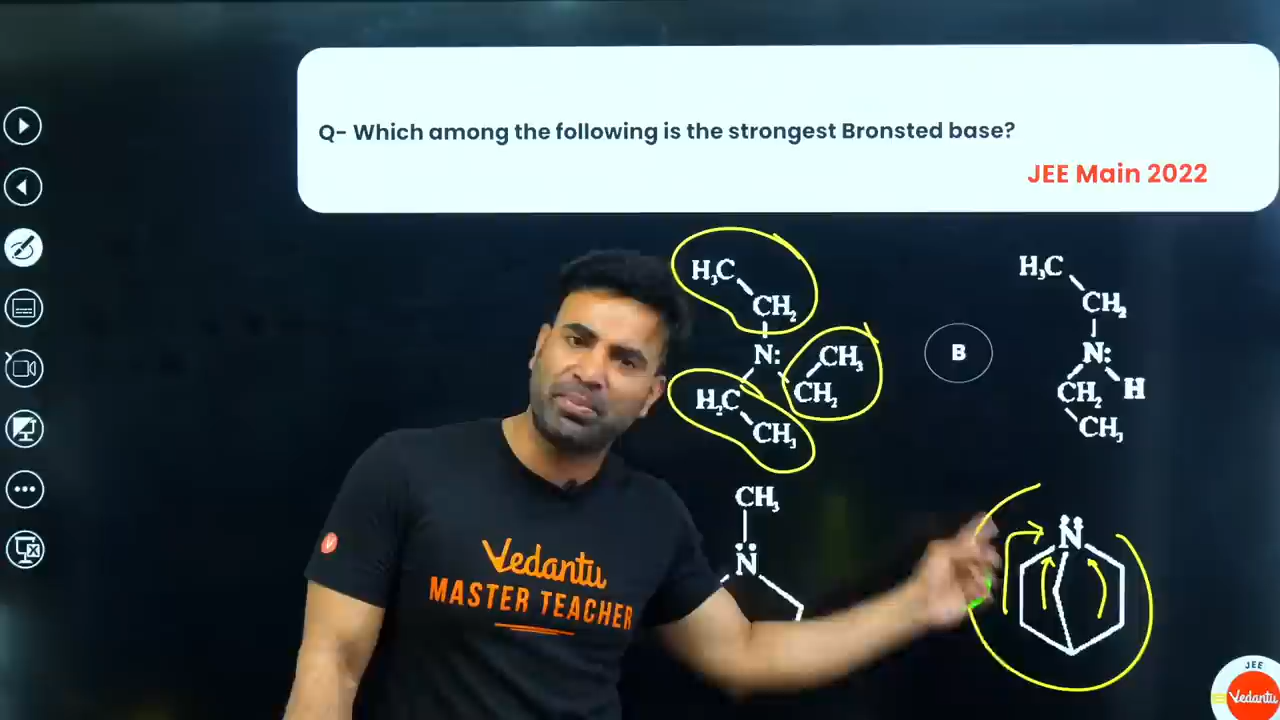 Q- Which among the following is the strongest Bronsted base?
JEE Main 2022
H₃C
CH₂
N:
CH₃
CH₂
H₂C
CH₃
B
H₃C
CH₂
N:
H
CH₂
CH₃
CH₃
N̈
N̈
Vedantu
MASTER TEACHER
V
JEE
Vedantu